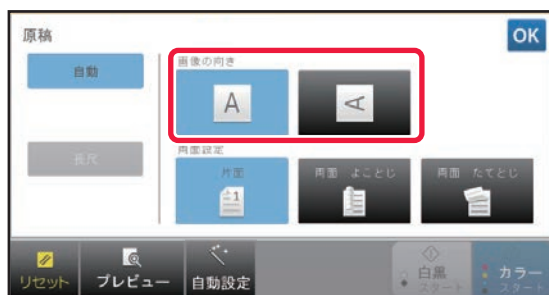 原稿
OK
自動
画像の向き
A
A
長尺
両面設定
片面
1
両面 よことじ
両面 たてとじ
リセット
プレビュー
自動設定
白黒
スタート
カラー
スタート